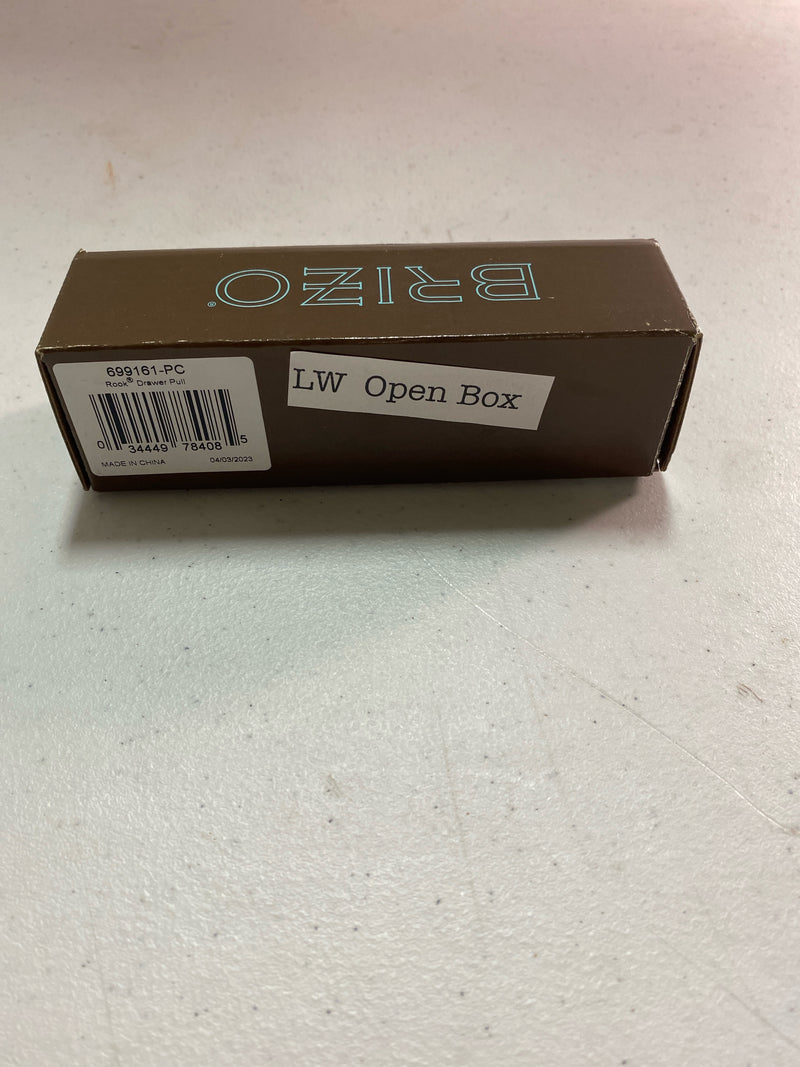 BRIZO®
699161-PC
Rook® Drawer Pull
0 34449 78408 5
MADE IN CHINA 04/03/2023
LW Open Box